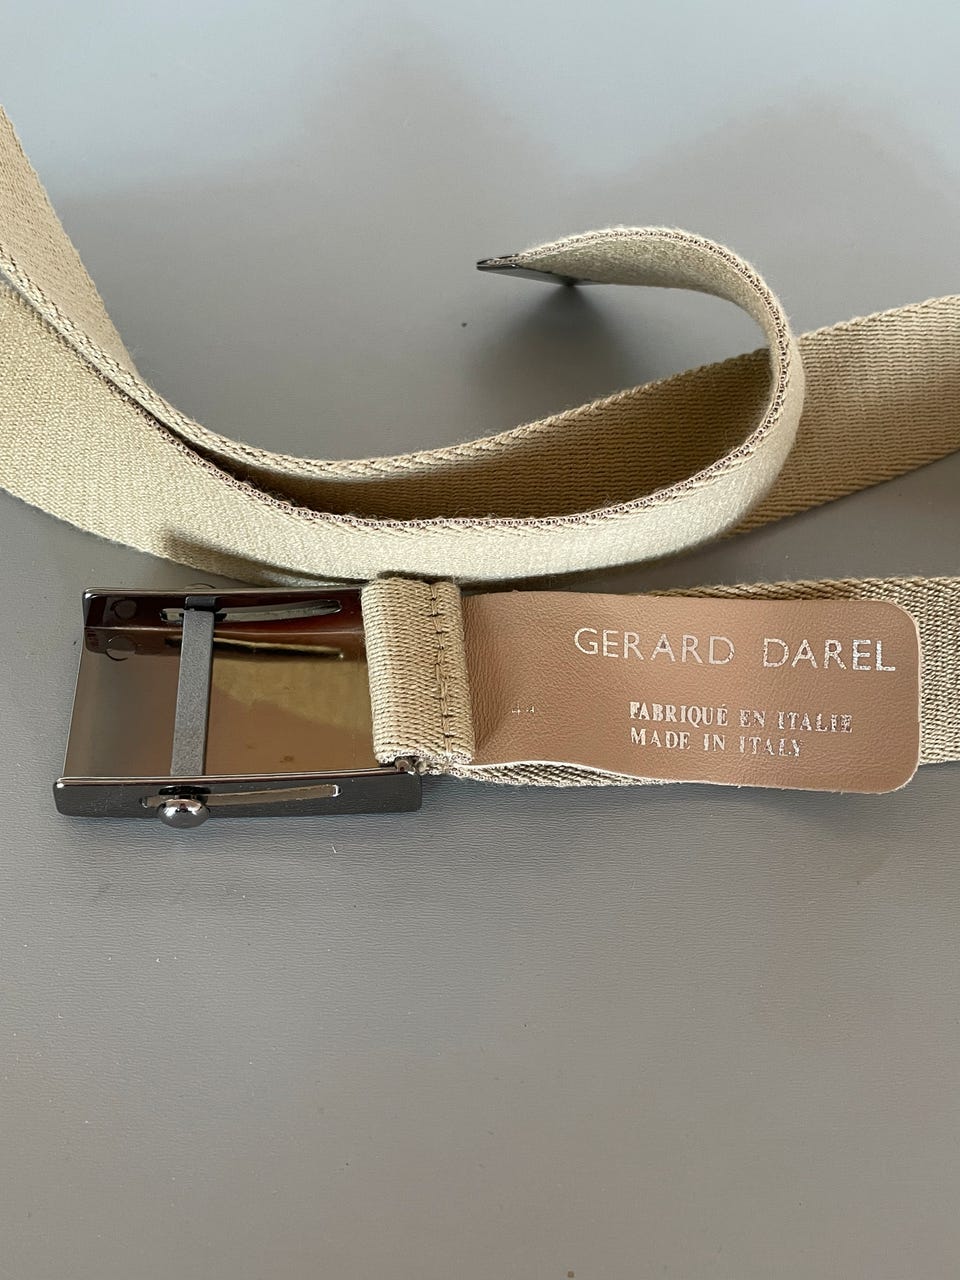 GERARD DAREL
FABRIQUÉ EN ITALIE
MADE IN ITALY